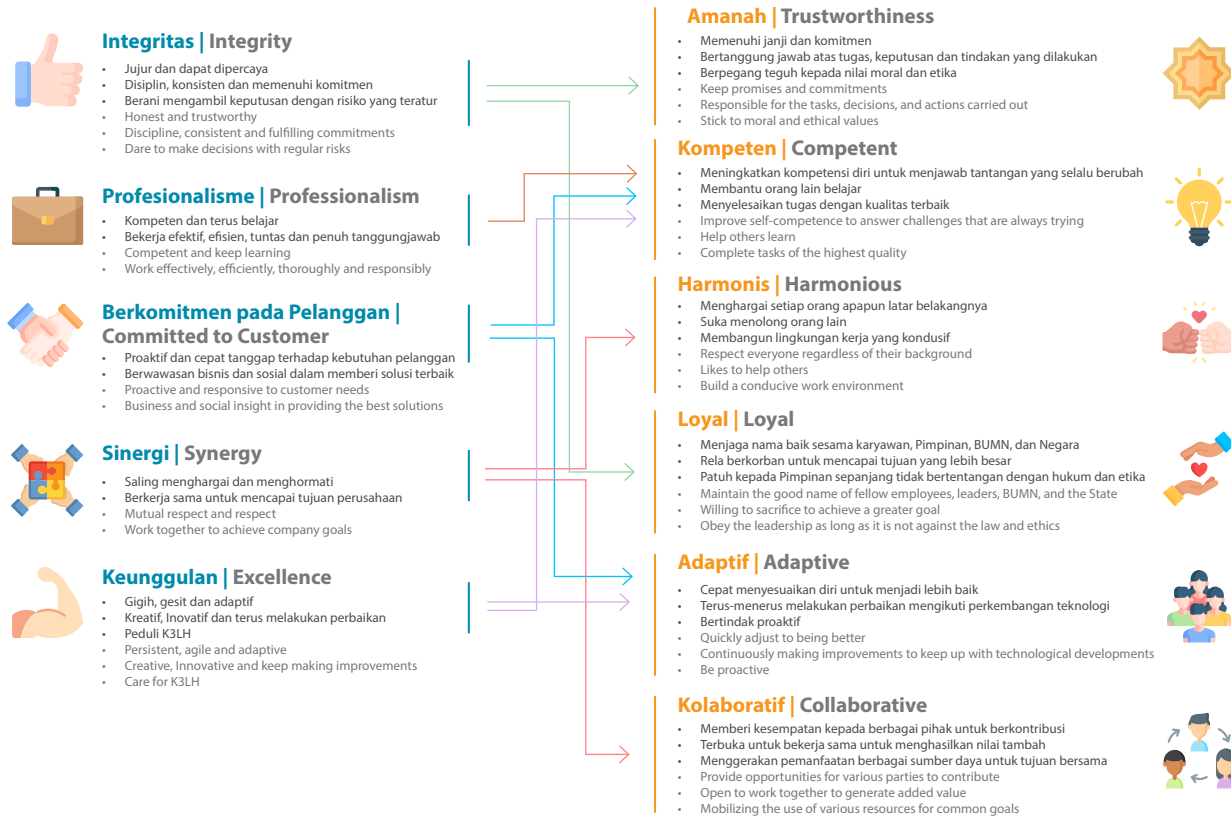 Integritas | Integrity
• Jujur dan dapat dipercaya
• Disiplin, konsisten dan memenuhi komitmen
• Berani mengambil keputusan dengan risiko yang teratur
• Honest and trustworthy
• Discipline, consistent and fulfilling commitments
• Dare to make decisions with regular risks
Profesionalisme | Professionalism
• Kompeten dan terus belajar
• Bekerja efektif, efisien, tuntas dan penuh tanggungjawab
• Competent and keep learning
• Work effectively, efficiently, thoroughly and responsibly
Berkomitmen pada Pelanggan |
Committed to Customer
• Proaktif dan cepat tanggap terhadap kebutuhan pelanggan
• Berwawasan bisnis dan sosial dalam memberi solusi terbaik
• Proactive and responsive to customer needs
• Business and social insight in providing the best solutions
Sinergi | Synergy
• Saling menghargai dan menghormati
• Berkerja sama untuk mencapai tujuan perusahaan
• Mutual respect and respect
• Work together to achieve company goals
Keunggulan | Excellence
• Gigih, gesit dan adaptif
• Kreatif, Inovatif dan terus melakukan perbaikan
• Peduli K3LH
• Persistent, agile and adaptive
• Creative, Innovative and keep making improvements
• Care for K3LH
Amanah | Trustworthiness
• Memenuhi janji dan komitmen
• Bertanggung jawab atas tugas, keputusan dan tindakan yang dilakukan
• Berpegang teguh kepada nilai moral dan etika
• Keep promises and commitments
• Responsible for the tasks, decisions, and actions carried out
• Stick to moral and ethical values
Kompeten | Competent
• Meningkatkan kompetensi diri untuk menjawab tantangan yang selalu berubah
• Membantu orang lain belajar
• Menyelesaikan tugas dengan kualitas terbaik
• Improve self-competence to answer challenges that are always trying
• Help others learn
• Complete tasks of the highest quality
Harmonis | Harmonious
• Menghargai setiap orang apapun latar belakangnya
• Suka menolong orang lain
• Membangun lingkungan kerja yang kondusif
• Respect everyone regardless of their background
• Likes to help others
• Build a conducive work environment
Loyal | Loyal
• Menjaga nama baik sesama karyawan, Pimpinan, BUMN, dan Negara
• Rela berkorban untuk mencapai tujuan yang lebih besar
• Patuh kepada Pimpinan sepanjang tidak bertentangan dengan hukum dan etika
• Maintain the good name of fellow employees, leaders, BUMN, and the State
• Willing to sacrifice to achieve a greater goal
• Obey the leadership as long as it is not against the law and ethics
Adaptif | Adaptive
• Cepat menyesuaikan diri untuk menjadi lebih baik
• Terus-menerus melakukan perbaikan mengikuti perkembangan teknologi
• Bertindak proaktif
• Quickly adjust to being better
• Continuously making improvements to keep up with technological developments
• Be proactive
Kolaboratif | Collaborative
• Memberi kesempatan kepada berbagai pihak untuk berkontribusi
• Terbuka untuk bekerja sama untuk menghasilkan nilai tambah
• Menggerakan pemanfaatan berbagai sumber daya untuk tujuan bersama
• Provide opportunities for various parties to contribute
• Open to work together to generate added value
• Mobilizing the use of various resources for common goals